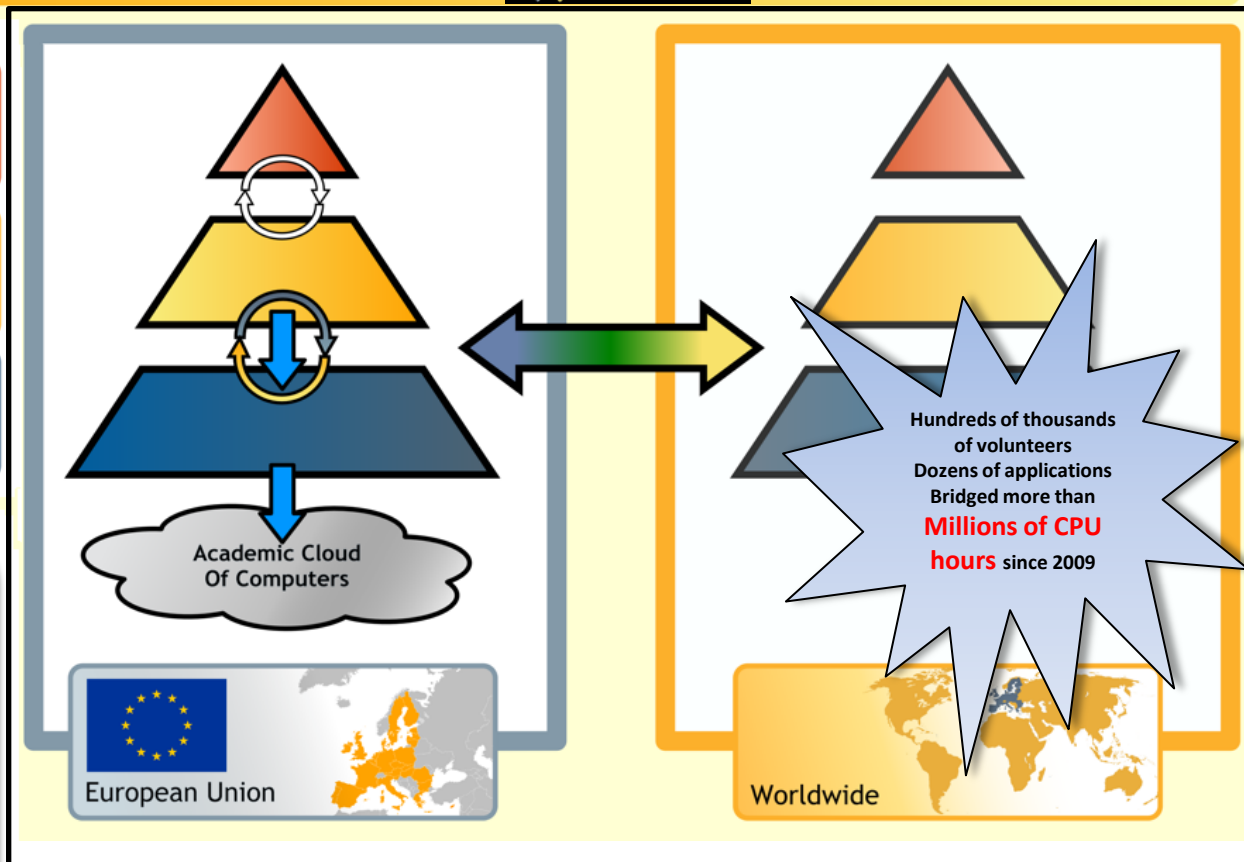 Academic Cloud
Of Computers
European Union
Hundreds of thousands
of volunteers
Dozens of applications
Bridged more than
Millions of CPU
hours since 2009
Worldwide